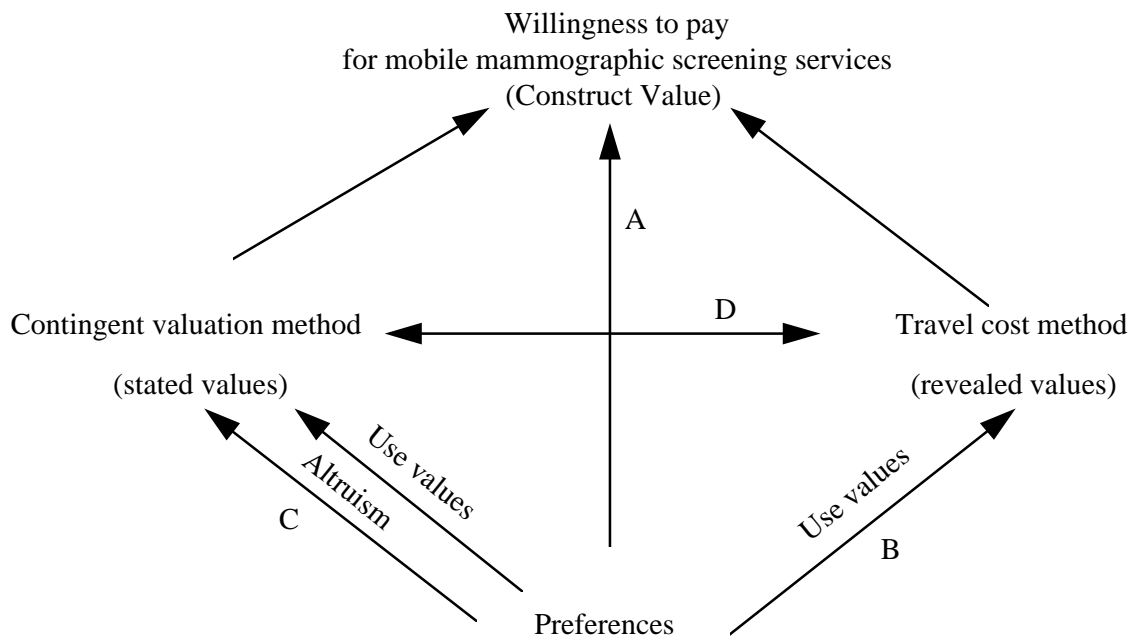 Willingness to pay
for mobile mammographic screening services
(Construct Value)
A
D
Contingent valuation method
Travel cost method
(stated values)
(revealed values)
Use values
Altruism
C
Use values
B
Preferences